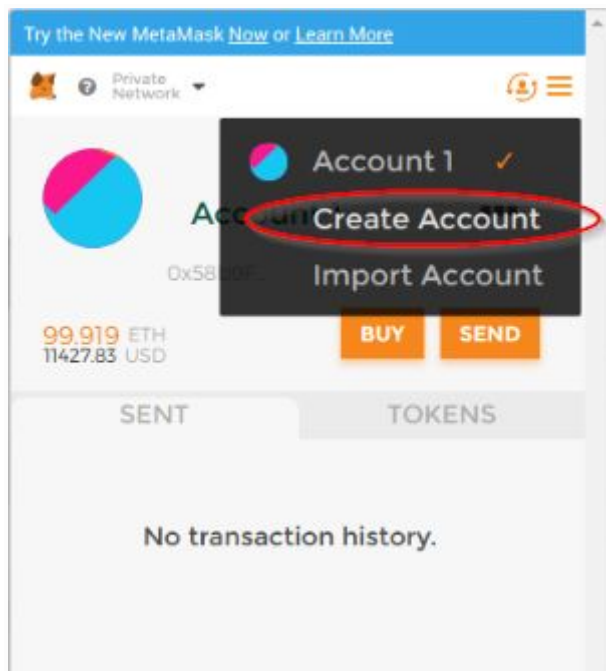 Try the New MetaMask Now or Learn More
Private
Network
Account 1 ✓
Create Account
Import Account
99.919 ETH
11427.83 USD
BUY SEND
SENT TOKENS
No transaction history.